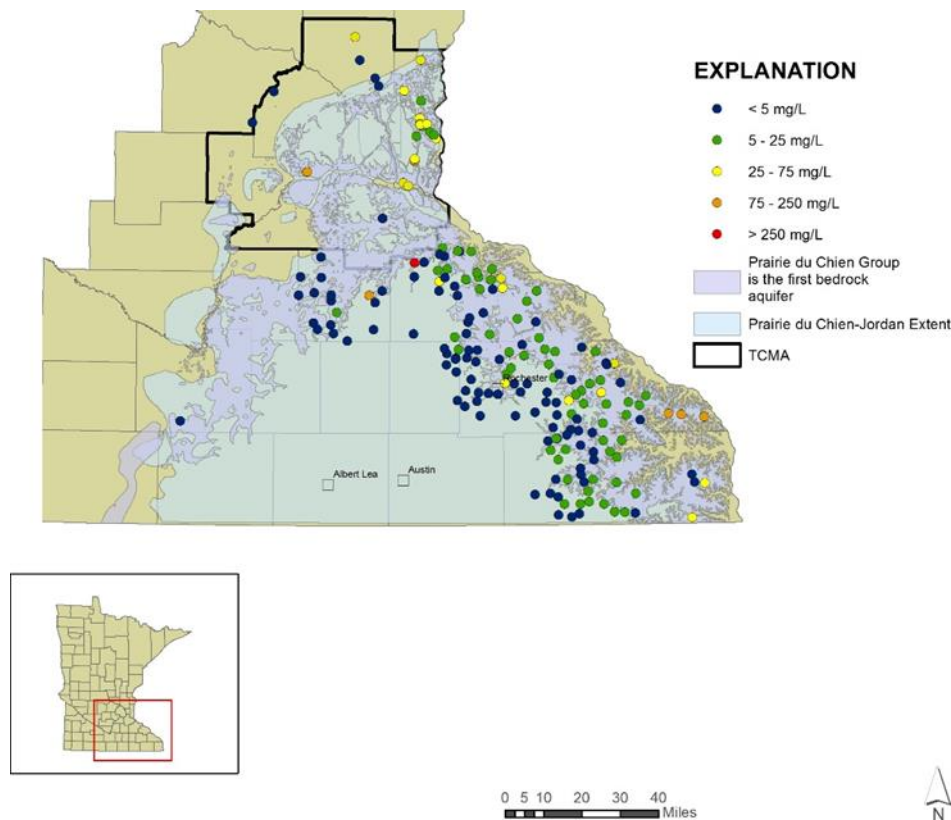 EXPLANATION
< 5 mg/L
5 - 25 mg/L
25 - 75 mg/L
75 - 250 mg/L
> 250 mg/L
Prairie du Chien Group
is the first bedrock
aquifer
Prairie du Chien-Jordan Extent
TCMA
Rochester
Albert Lea
Austin
0 5 10 20 30 40
Miles
N